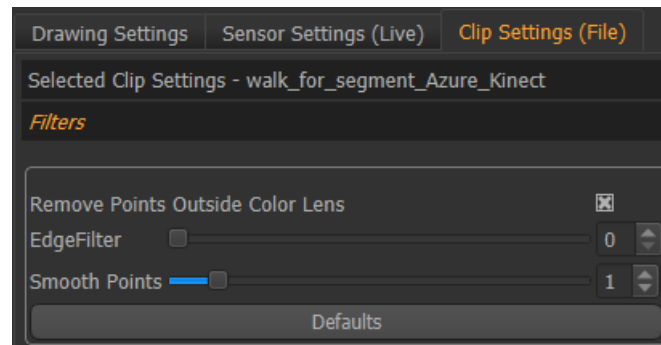 Drawing Settings Sensor Settings (Live) Clip Settings (File)
Selected Clip Settings - walk_for_segment_Azure_Kinect
Filters
Remove Points Outside Color Lens
EdgeFilter 0
Smooth Points 1
Defaults